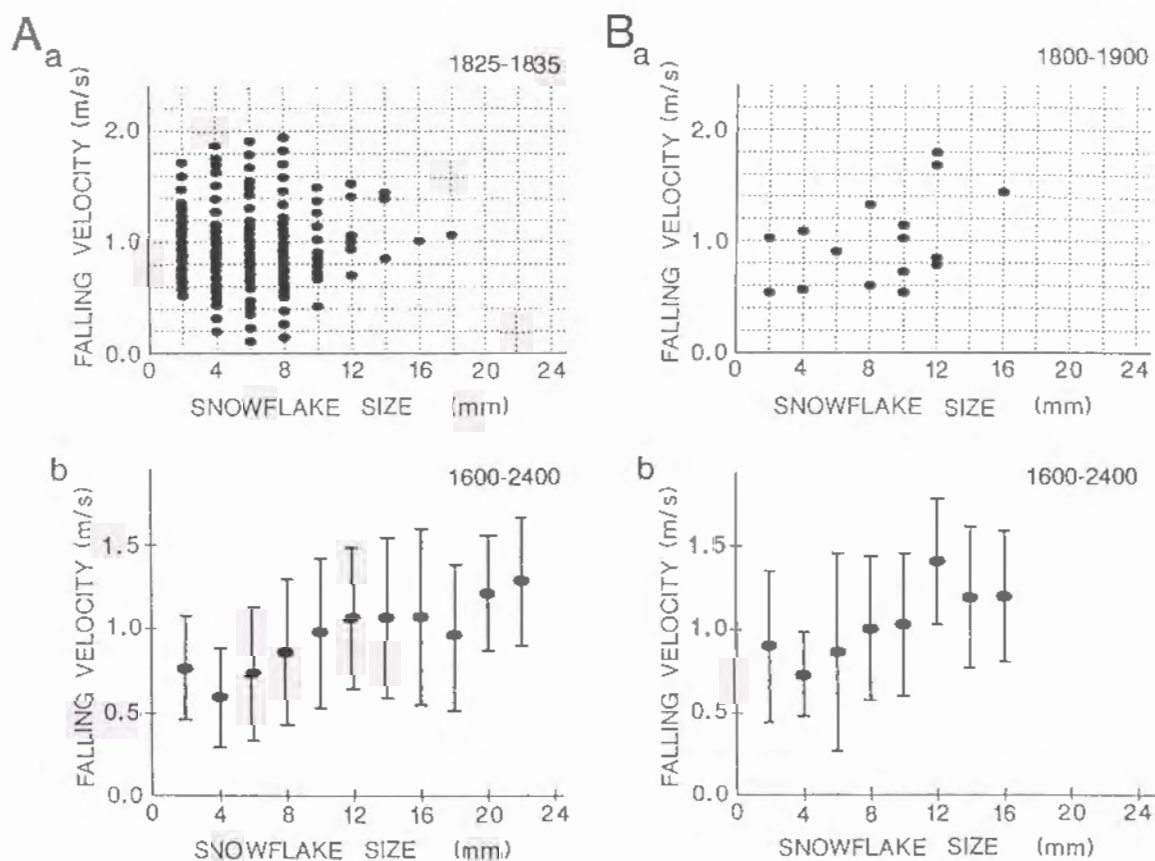 A
a
1825-1835
FALLING VELOCITY (m/s)
2.0
1.0
0.0
0 4 8 12 16 20 24
SNOWFLAKE SIZE (mm)
B
a
1800-1900
FALLING VELOCITY (m/s)
2.0
1.0
0.0
0 4 8 12 16 20 24
SNOWFLAKE SIZE (mm)
b
1600-2400
FALLING VELOCITY (m/s)
1.5
1.0
0.5
0.0
0 4 8 12 16 20 24
SNOWFLAKE SIZE (mm)
b
1600-2400
FALLING VELOCITY (m/s)
1.5
1.0
0.5
0.0
0 4 8 12 16 20 24
SNOWFLAKE SIZE (mm)